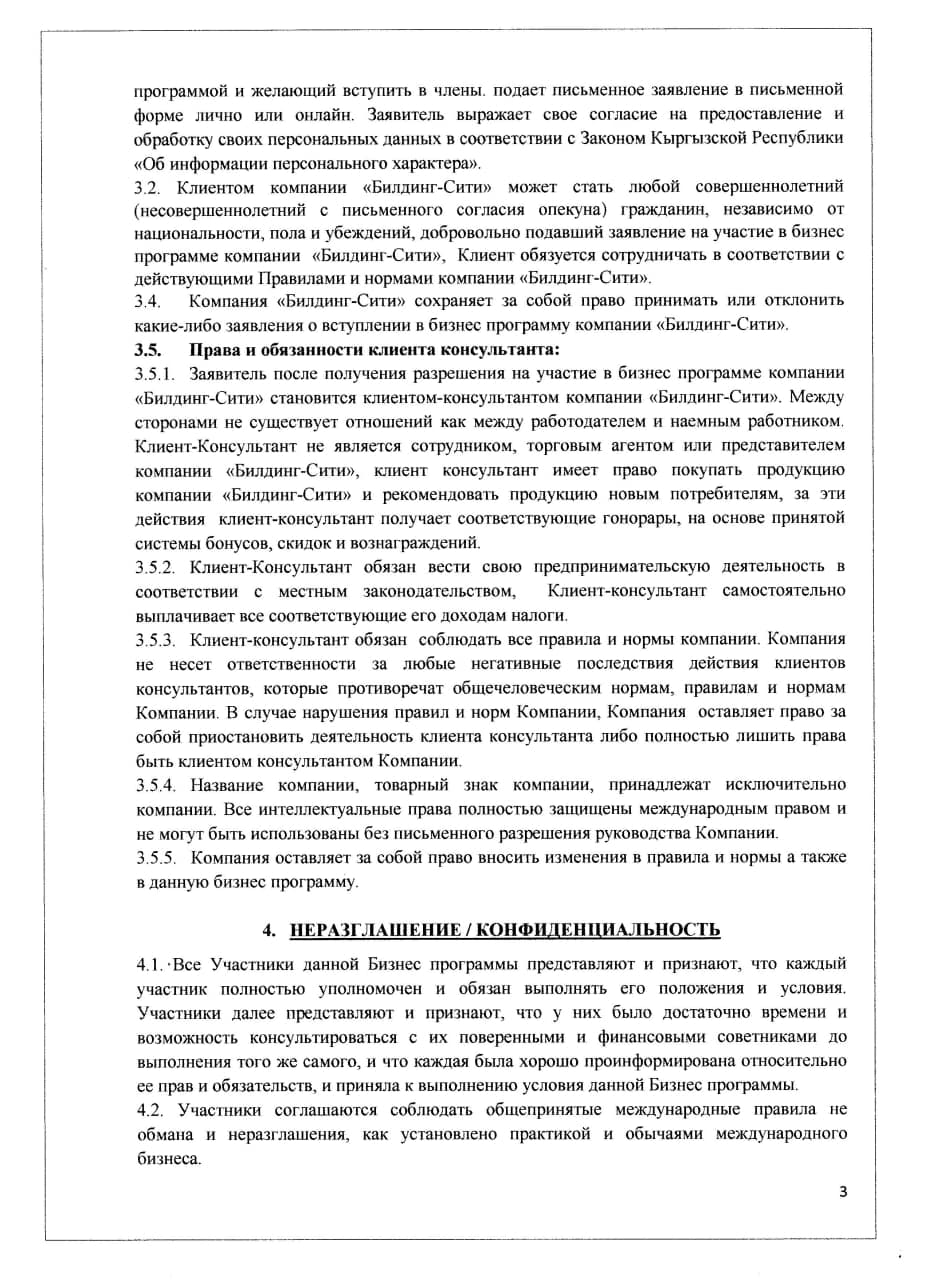 программой и желающий вступить в члены. подает письменное заявление в письменной
форме лично или онлайн. Заявитель выражает свое согласие на предоставление и
обработку своих персональных данных в соответствии с Законом Кыргызской Республики
«Об информации персонального характера».
3.2. Клиентом компании «Билдинг-Сити» может стать любой совершеннолетний
(несовершеннолетний с письменного согласия опекуна) гражданин, независимо от
национальности, пола и убеждений, добровольно подавший заявление на участие в бизнес
программе компании «Билдинг-Сити», Клиент обязуется сотрудничать в соответствии с
действующими Правилами и нормами компании «Билдинг-Сити».
3.4. Компания «Билдинг-Сити» сохраняет за собой право принимать или отклонить
какие-либо заявления о вступлении в бизнес программу компании «Билдинг-Сити».
3.5. Права и обязанности клиента консультанта:
3.5.1. Заявитель после получения разрешения на участие в бизнес программе компании
«Билдинг-Сити» становится клиентом-консультантом компании «Билдинг-Сити». Между
сторонами не существует отношений как между работодателем и наемным работником.
Клиент-Консультант не является сотрудником, торговым агентом или представителем
компании «Билдинг-Сити», клиент консультант имеет право покупать продукцию
компании «Билдинг-Сити» и рекомендовать продукцию новым потребителям, за эти
действия клиент-консультант получает соответствующие гонорары, на основе принятой
системы бонусов, скидок и вознаграждений.
3.5.2. Клиент-Консультант обязан вести свою предпринимательскую деятельность в
соответствии с местным законодательством, Клиент-консультант самостоятельно
выплачивает все соответствующие его доходам налоги.
3.5.3. Клиент-консультант обязан соблюдать все правила и нормы компании. Компания
не несет ответственности за любые негативные последствия действия клиентов
консультантов, которые противоречат общечеловеческим нормам, правилам и нормам
Компании. В случае нарушения правил и норм Компании, Компания оставляет право за
собой приостановить деятельность клиента консультанта либо полностью лишить права
быть клиентом консультантом Компании.
3.5.4. Название компании, товарный знак компании, принадлежат исключительно
компании. Все интеллектуальные права полностью защищены международным правом и
не могут быть использованы без письменного разрешения руководства Компании.
3.5.5. Компания оставляет за собой право вносить изменения в правила и нормы а также
в данную бизнес программу.
4. НЕРАЗГЛАШЕНИЕ / КОНФИДЕНЦИАЛЬНОСТЬ
4.1. Все Участники данной Бизнес программы представляют и признают, что каждый
участник полностью уполномочен и обязан выполнять его положения и условия.
Участники далее представляют и признают, что у них было достаточно времени и
возможность консультироваться с их поверенными и финансовыми советниками до
выполнения того же самого, и что каждая была хорошо проинформирована относительно
ее прав и обязательств, и приняла к выполнению условия данной Бизнес программы.
4.2. Участники соглашаются соблюдать общепринятые международные правила не
обмана и неразглашения, как установлено практикой и обычаями международного
бизнеса.
3